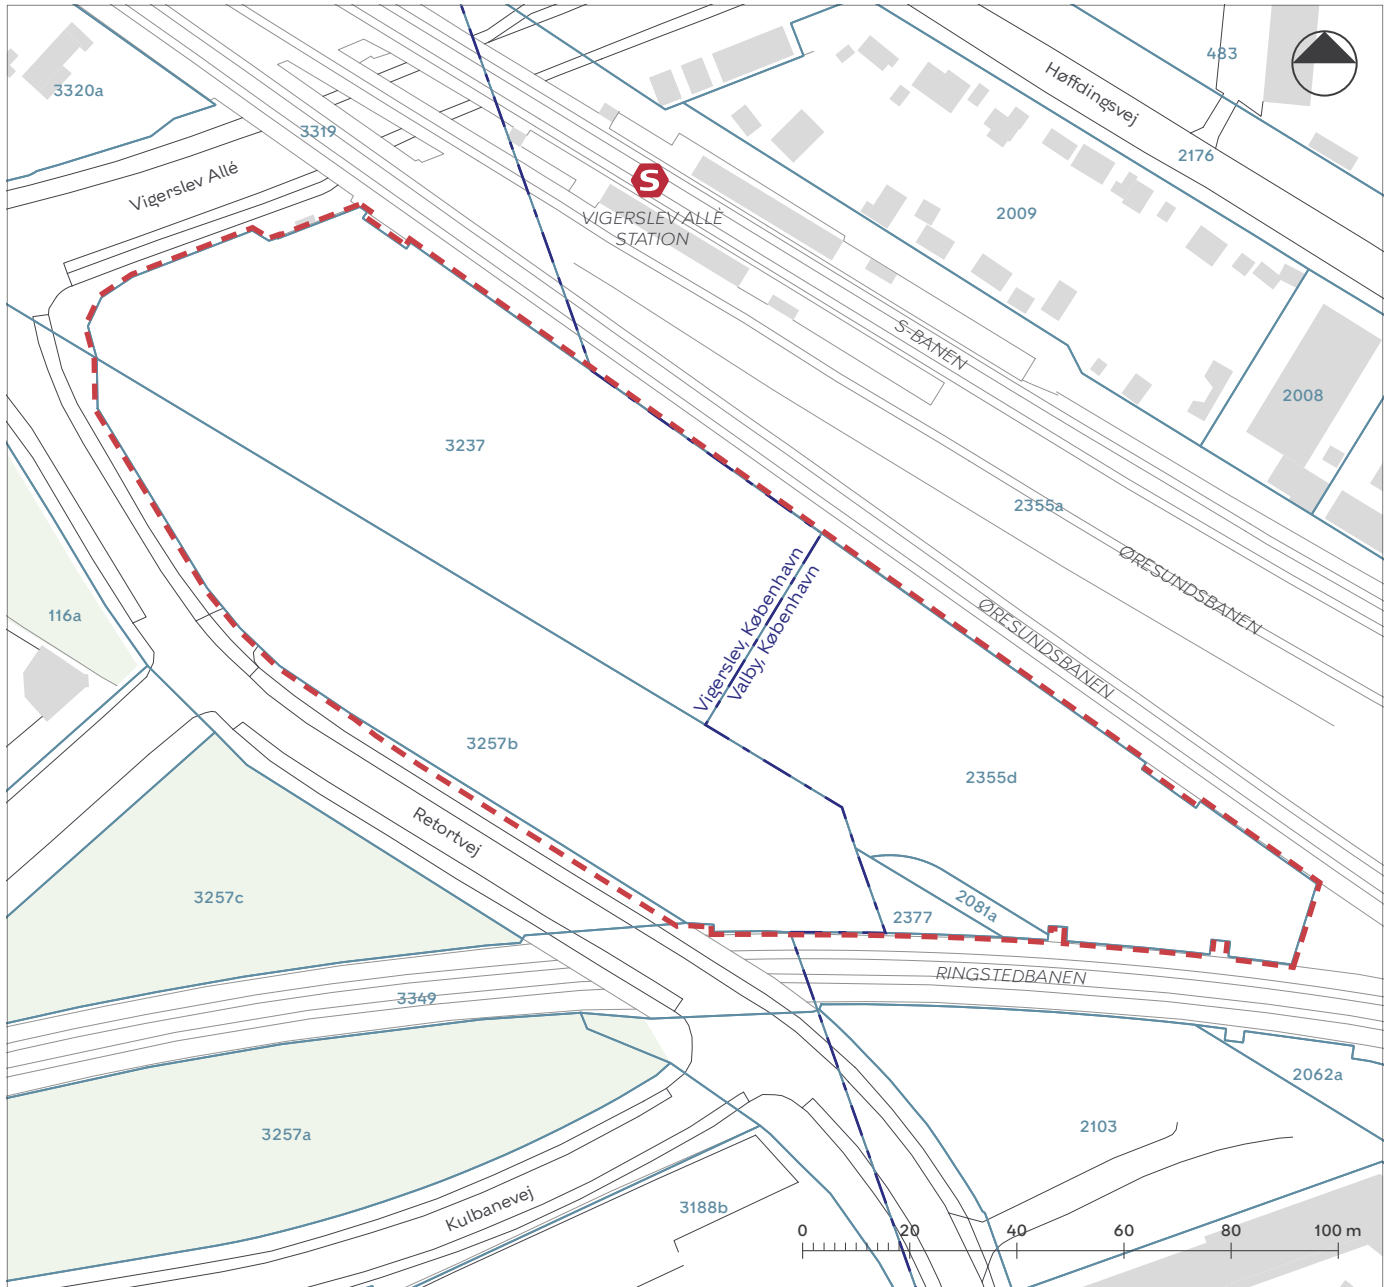 483
Høffdingsvej
3320a
3319
2176
Vigerslev Allé
S
2009
VIGERSLEV ALLÈ
STATION
S-BANEN
2008
3237
2355a
ØRESUNDSBANEN
ØRESUNDSBANEN
Vigerslev, København
Valby, København
116a
3257b
2355d
Retortvej
3257c
2081a
2377
RINGSTEDBANEN
3349
2062a
3257a
2103
Kulbanevej
3188b
0 20 40 60 80 100 m